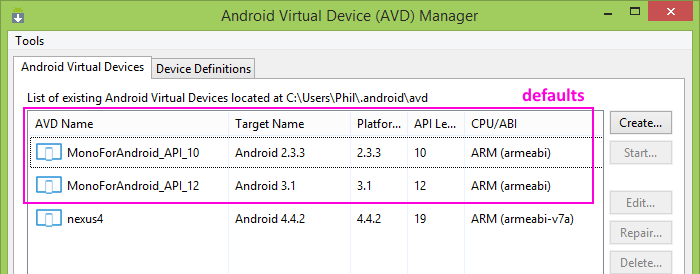 Android Virtual Device (AVD) Manager
Tools
Android Virtual Devices Device Definitions
List of existing Android Virtual Devices located at C:\Users\Phil\.android\avd
defaults
AVD Name Target Name Platfor... API Le... CPU/ABI Create...
MonoForAndroid_API_10 Android 2.3.3 2.3.3 10 ARM (armeabi) Start...
MonoForAndroid_API_12 Android 3.1 3.1 12 ARM (armeabi)
Edit...
nexus4 Android 4.4.2 4.4.2 19 ARM (armeabi-v7a)
Repair...
Delete...